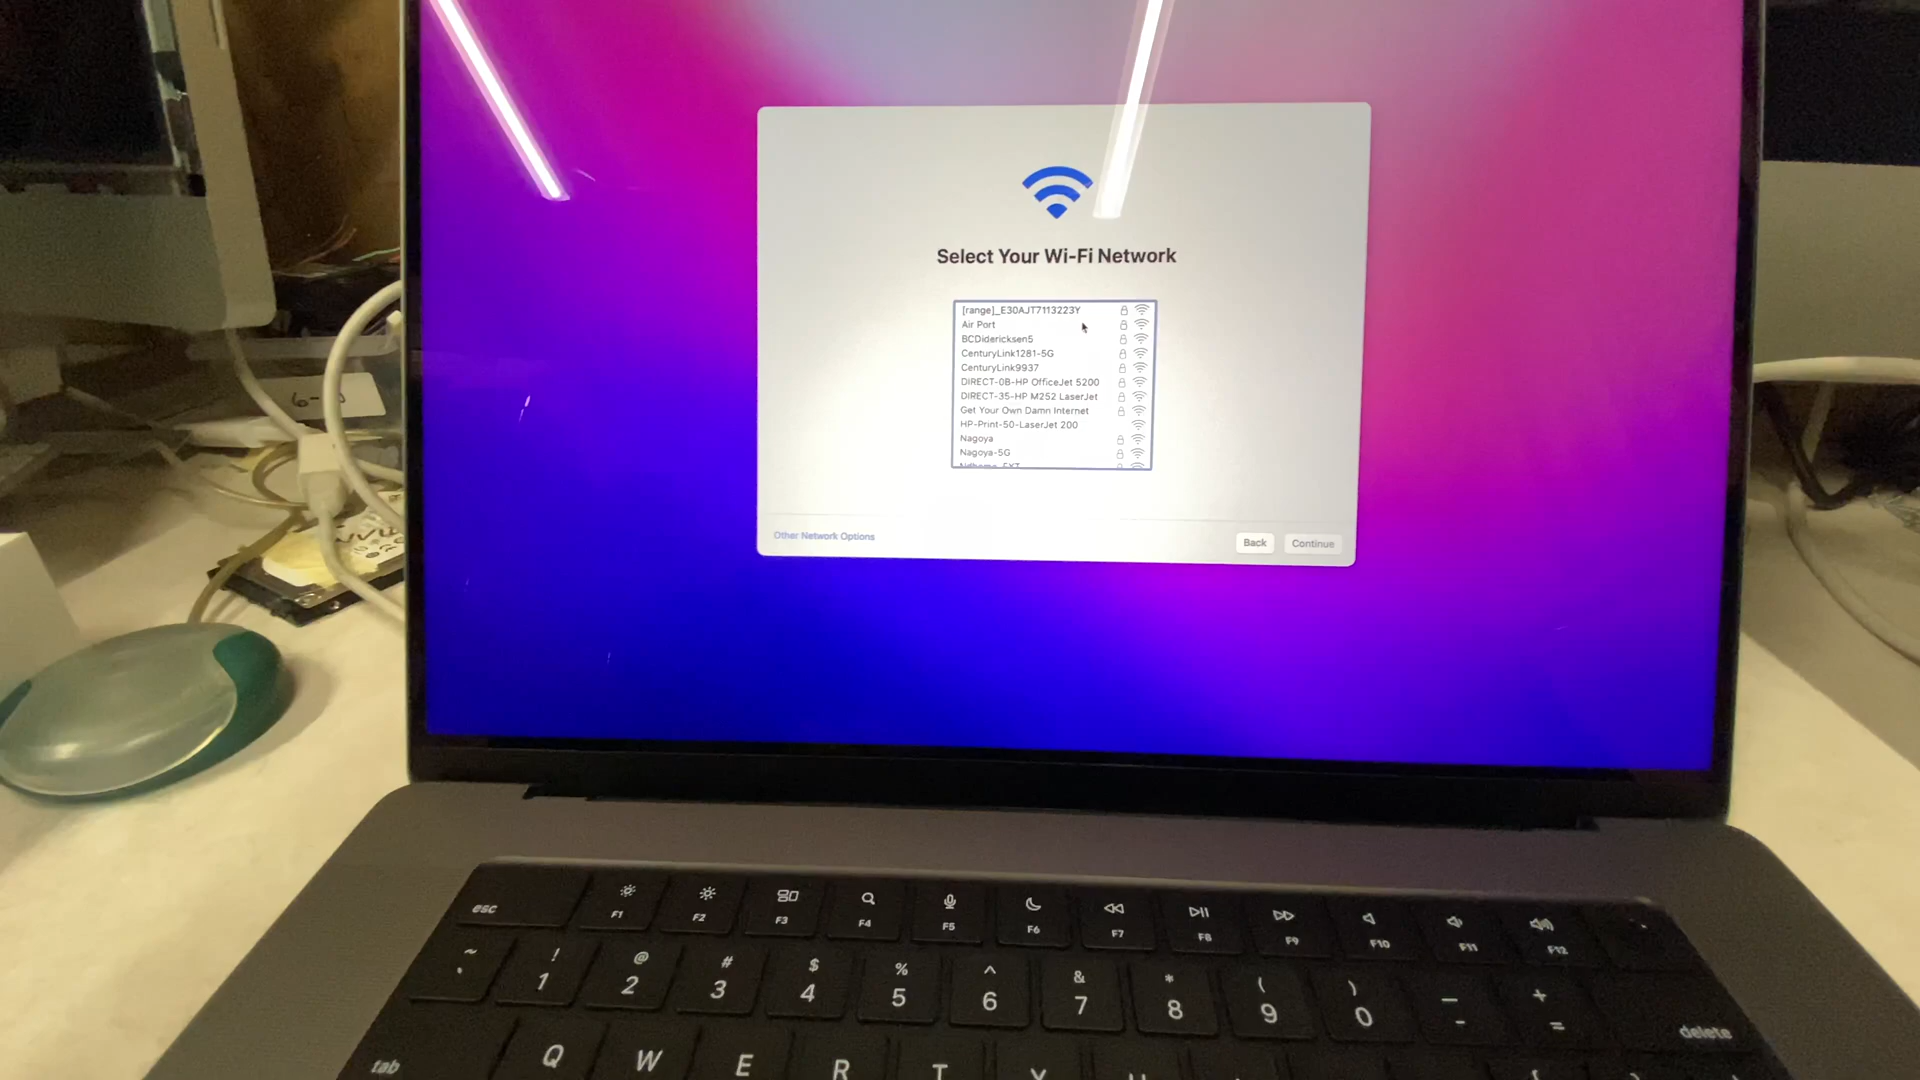 Select Your Wi-Fi Network
[range]_E30AJT7113223Y
Air Port
BCDidericksen5
CenturyLink1281-5G
CenturyLink9937
DIRECT-0B-HP OfficeJet 5200
DIRECT-35-HP M252 LaserJet
Get Your Own Damn Internet
HP-Print-50-LaserJet 200
Nagoya
Nagoya-5G
Other Network Options
Back Continue
esc F1 F2 F3 F4 F5 F6 F7 F8 F9 F10 F11 F12
~ ! @ # $ % ^ & * ( ) _ +
` 1 2 3 4 5 6 7 8 9 0 - = delete
tab Q W E R T Y U